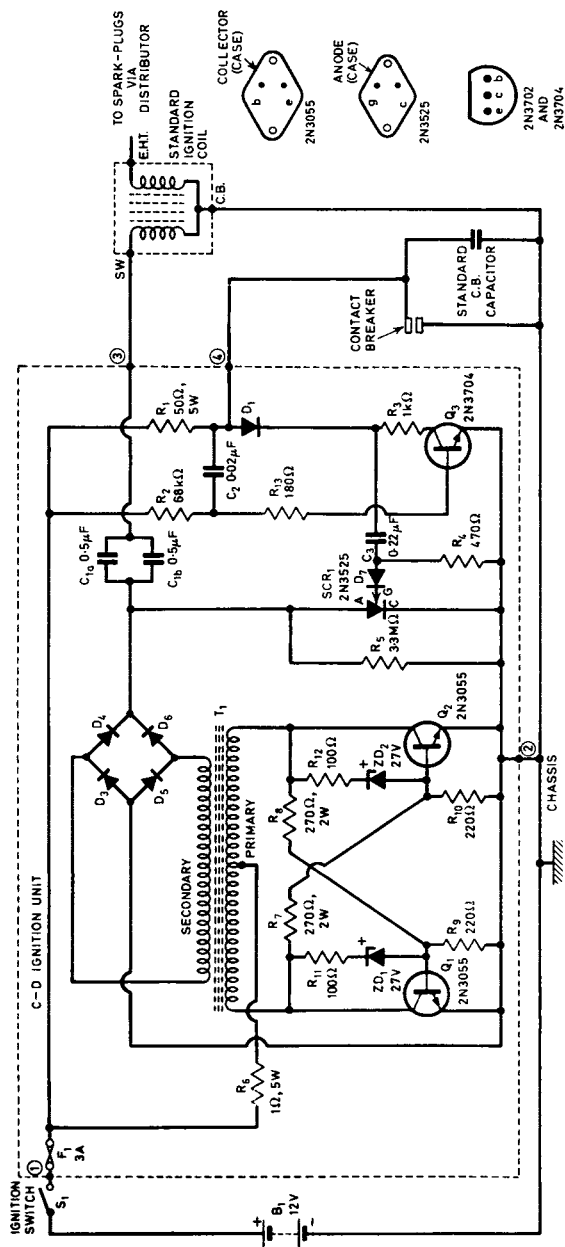 IGNITION
SWITCH
S1
①
F1
3A
B1
12V
+
−
C-D IGNITION UNIT
R6
1Ω, 5W
SECONDARY
PRIMARY
T1
D3
D4
D5
D6
R7
270Ω,
2W
R8
270Ω,
2W
R11
100Ω
R12
100Ω
ZD1
27V
+
ZD2
27V
+
R9
220Ω
R10
220Ω
Q1
2N3055
Q2
2N3055
②
CHASSIS
C1a 0·5μF
C1b 0·5μF
R5
3·3MΩ
SCR1
2N3525
A
G
C
D7
C3
0·22μF
R4
470Ω
R2
68kΩ
R1
50Ω,
5W
C2 0·02μF
R13
180Ω
D1
R3
1kΩ
Q3
2N3704
③
④
SW
C.B.
TO SPARK-PLUGS
VIA
DISTRIBUTOR
E.H.T.
STANDARD
IGNITION
COIL
CONTACT
BREAKER
STANDARD
C.B.
CAPACITOR
COLLECTOR
(CASE)
b
e
2N3055
ANODE
(CASE)
g
c
2N3525
e
c
b
2N3702
AND
2N3704